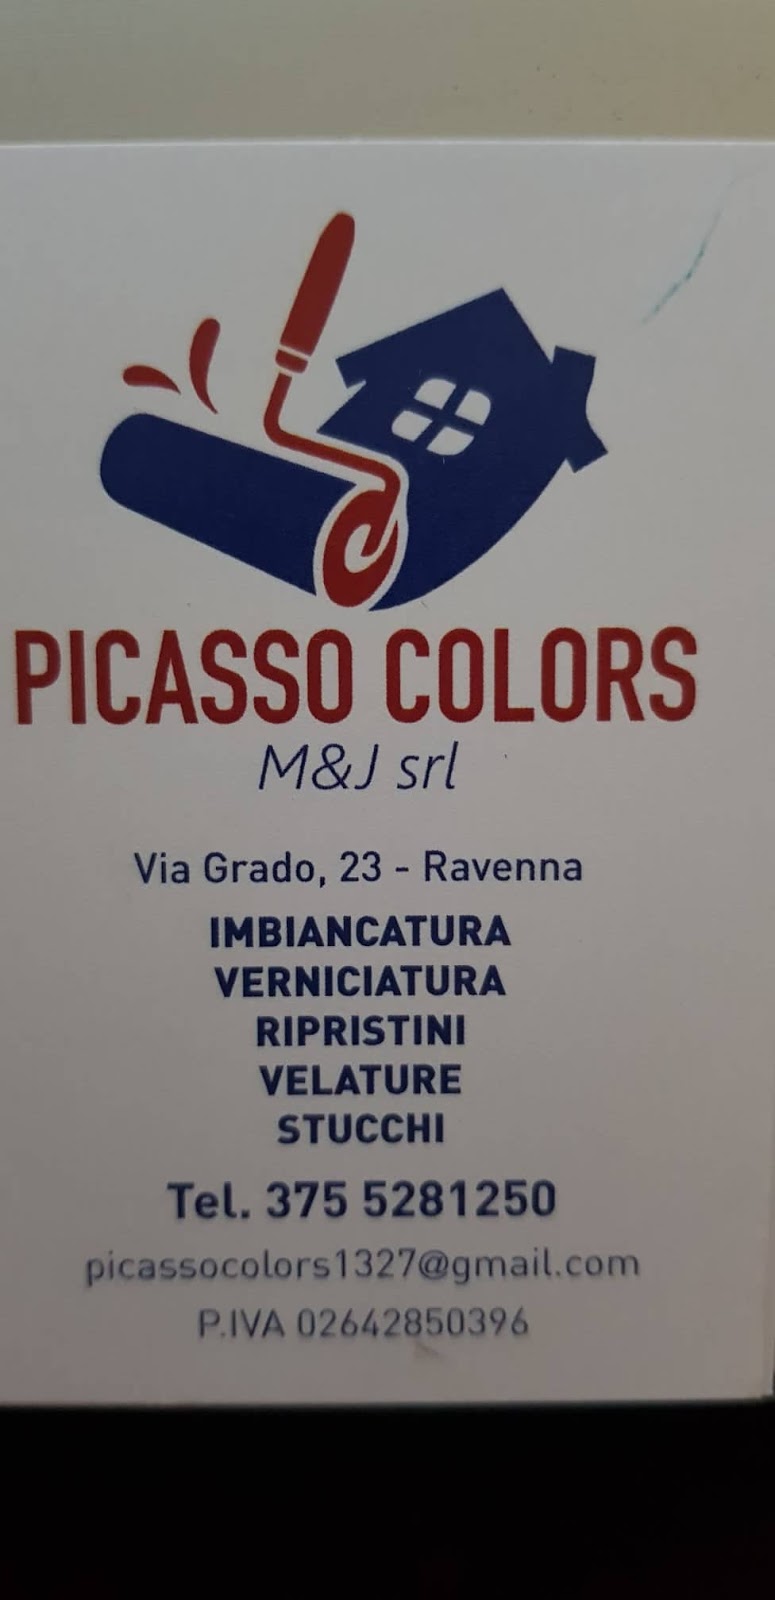 PICASSO COLORS
M&J srl
Via Grado, 23 - Ravenna
IMBIANCATURA
VERNICIATURA
RIPRISTINI
VELATURE
STUCCHI
Tel. 375 5281250
picassocolors1327@gmail.com
P.IVA 02642850396